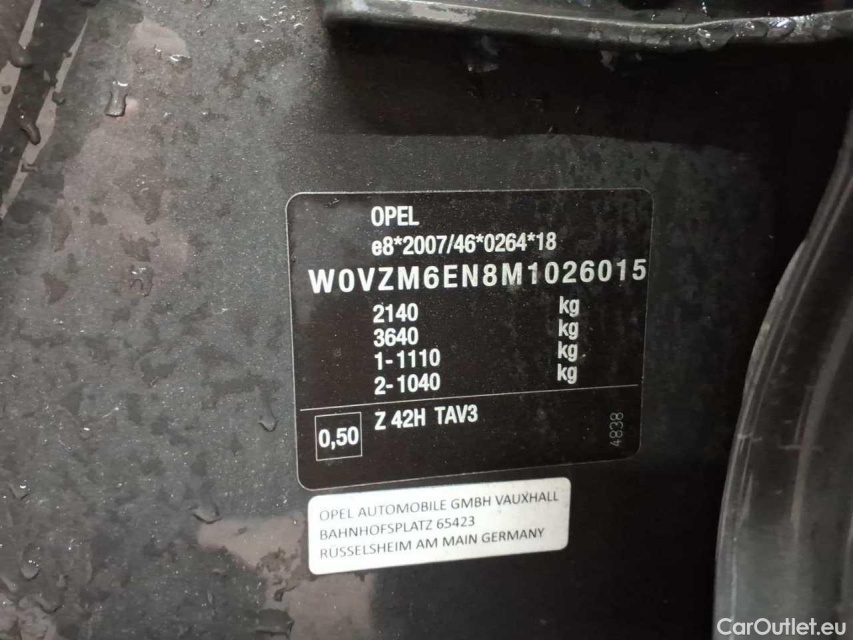 OPEL
e8*2007/46*0264*18
W0VZM6EN8M1026015
2140 kg
3640 kg
1-1110 kg
2-1040 kg
0,50 Z 42H TAV3
4838
OPEL AUTOMOBILE GMBH VAUXHALL
BAHNHOFSPLATZ 65423
RÜSSELSHEIM AM MAIN GERMANY
CarOutlet.eu